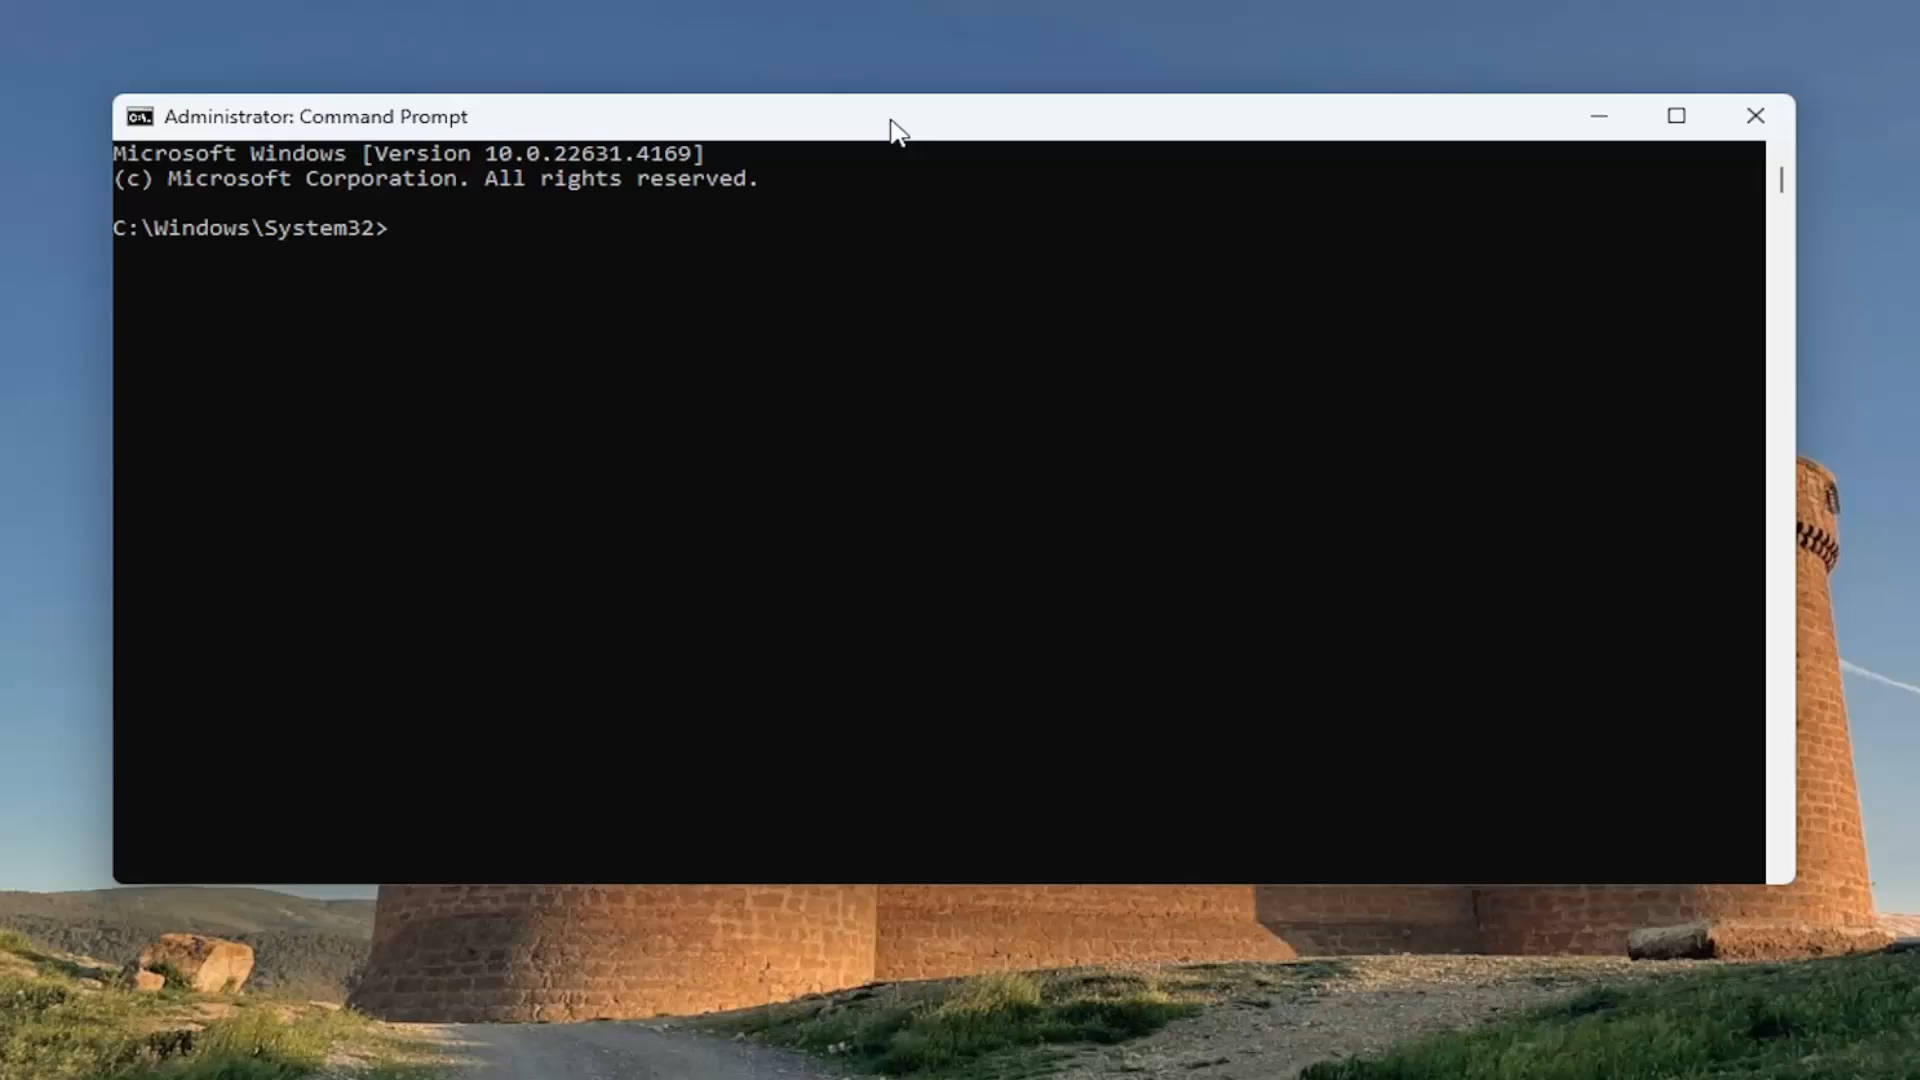 Administrator: Command Prompt
Microsoft Windows [Version 10.0.22631.4169]
(c) Microsoft Corporation. All rights reserved.
C:\Windows\System32>